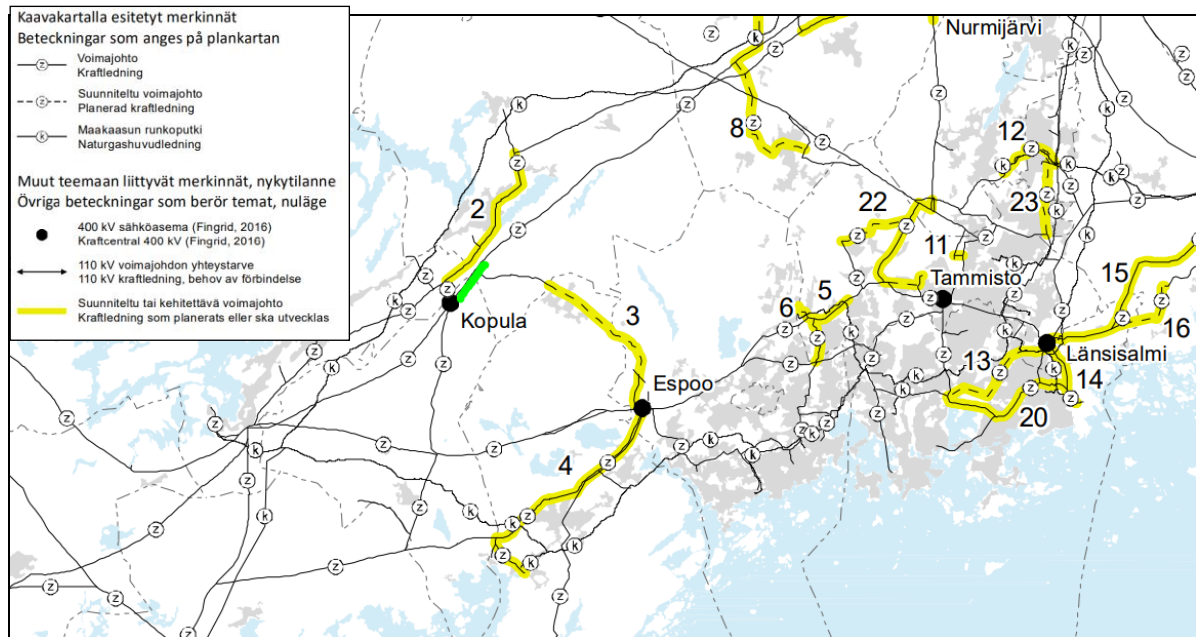 Kaavakartalla esitetyt merkinnät
Beteckningar som anges på plankartan
z
Voimajohto
Kraftledning
z
Suunniteltu voimajohto
Planerad kraftledning
k
Maakaasun runkoputki
Naturgashuvudledning
Muut teemaan liittyvät merkinnät, nykytilanne
Övriga beteckningar som berör temat, nuläge
400 kV sähköasema (Fingrid, 2016)
Kraftcentral 400 kV (Fingrid, 2016)
110 kV voimajohdon yhteystarve
110 kV kraftledning, behov av förbindelse
Suunniteltu tai kehitettävä voimajohto
Kraftledning som planerats eller ska utvecklas
Nurmijärvi
8
12
2
22
23
11
15
Tammisto
6
5
16
3
Kopula
Länsisalmi
13
14
Espoo
20
4